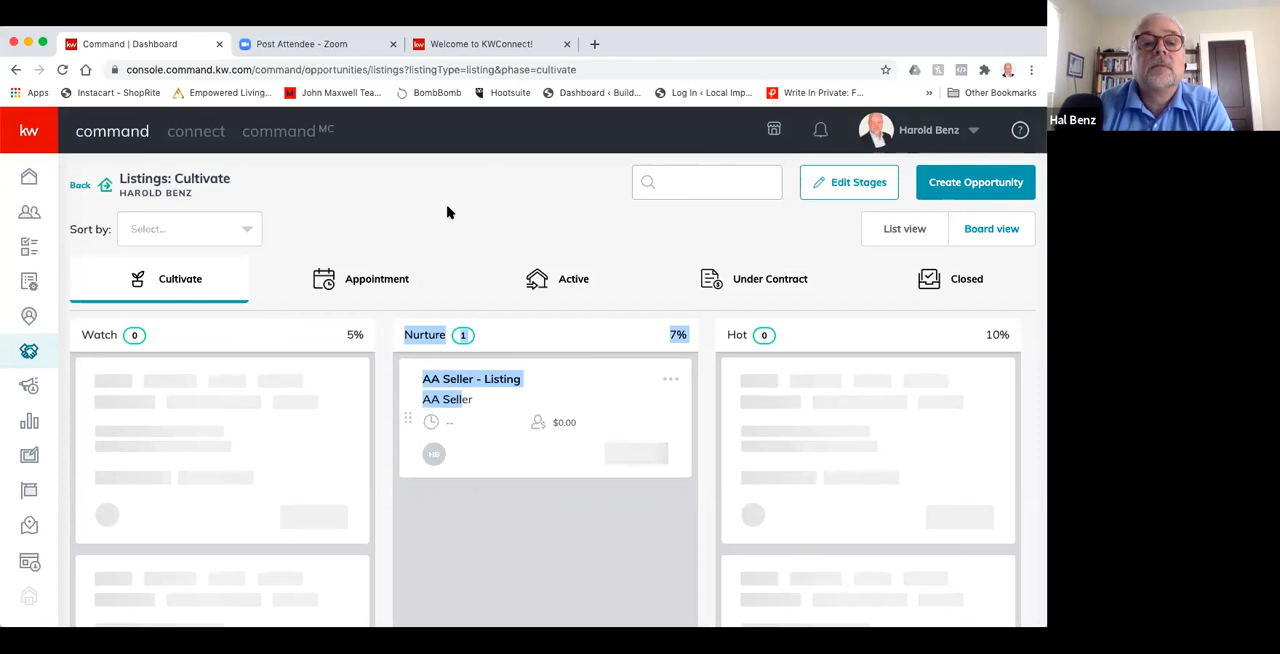 Command | Dashboard
Post Attendee - Zoom
kw
Welcome to KWConnect!
console.command.kw.com/command/opportunities/listings?listingType=listing&phase=cultivate
Apps
Instacart - ShopRite
Empowered Living...
John Maxwell Tea...
BombBomb
Hootsuite
Dashboard ‹ Build...
Log In ‹ Local Imp...
Write In Private: F...
»
Other Bookmarks
Hal Benz
kw
command
connect
command MC
Harold Benz
?
Back
Listings: Cultivate
HAROLD BENZ
Edit Stages
Create Opportunity
Sort by:
Select...
List view
Board view
Cultivate
Appointment
Active
Under Contract
Closed
Watch 0 5%
Nurture 1 7%
Hot 0 10%
AA Seller - Listing
AA Seller
--
$0.00
HB